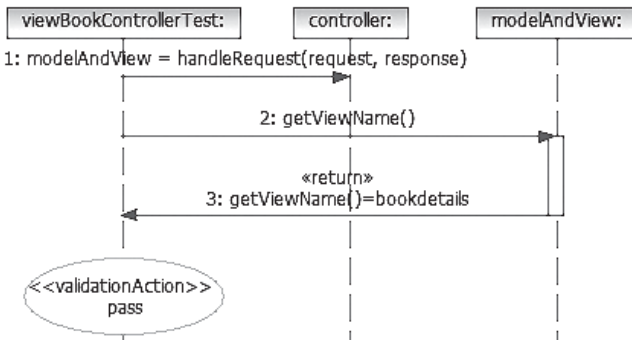 viewBookControllerTest: controller: modelAndView:
1: modelAndView = handleRequest(request, response)
2: getViewName()
«return»
3: getViewName()=bookdetails
<<validationAction>>
pass